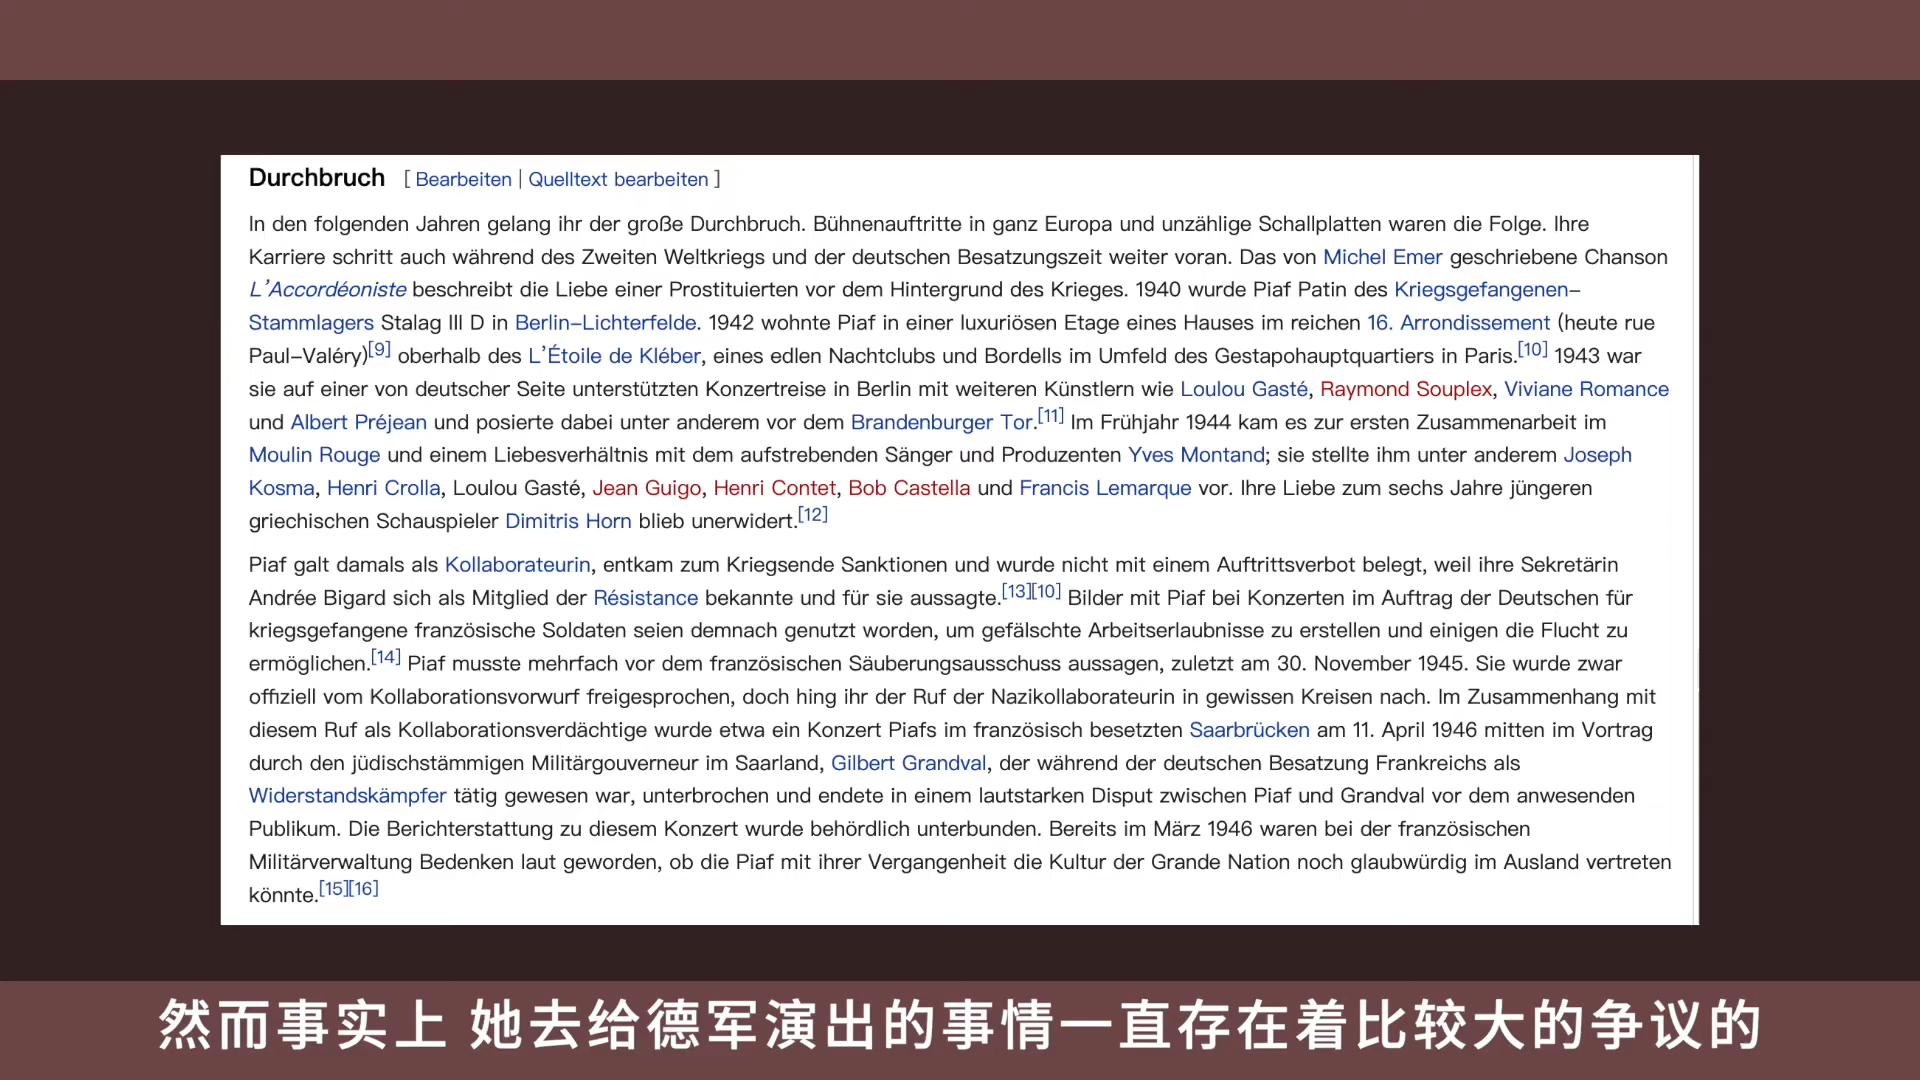 Durchbruch [ Bearbeiten | Quelltext bearbeiten ]
In den folgenden Jahren gelang ihr der große Durchbruch. Bühnenauftritte in ganz Europa und unzählige Schallplatten waren die Folge. Ihre
Karriere schritt auch während des Zweiten Weltkriegs und der deutschen Besatzungszeit weiter voran. Das von Michel Emer geschriebene Chanson
L'Accordéoniste beschreibt die Liebe einer Prostituierten vor dem Hintergrund des Krieges. 1940 wurde Piaf Patin des Kriegsgefangenen-
Stammlagers Stalag III D in Berlin-Lichterfelde. 1942 wohnte Piaf in einer luxuriösen Etage eines Hauses im reichen 16. Arrondissement (heute rue
Paul-Valéry)[9] oberhalb des L'Étoile de Kléber, eines edlen Nachtclubs und Bordells im Umfeld des Gestapohauptquartiers in Paris.[10] 1943 war
sie auf einer von deutscher Seite unterstützten Konzertreise in Berlin mit weiteren Künstlern wie Loulou Gasté, Raymond Souplex, Viviane Romance
und Albert Préjean und posierte dabei unter anderem vor dem Brandenburger Tor.[11] Im Frühjahr 1944 kam es zur ersten Zusammenarbeit im
Moulin Rouge und einem Liebesverhältnis mit dem aufstrebenden Sänger und Produzenten Yves Montand; sie stellte ihm unter anderem Joseph
Kosma, Henri Crolla, Loulou Gasté, Jean Guigo, Henri Contet, Bob Castella und Francis Lemarque vor. Ihre Liebe zum sechs Jahre jüngeren
griechischen Schauspieler Dimitris Horn blieb unerwidert.[12]
Piaf galt damals als Kollaborateurin, entkam zum Kriegsende Sanktionen und wurde nicht mit einem Auftrittsverbot belegt, weil ihre Sekretärin
Andrée Bigard sich als Mitglied der Résistance bekannte und für sie aussagte.[13][10] Bilder mit Piaf bei Konzerten im Auftrag der Deutschen für
kriegsgefangene französische Soldaten seien demnach genutzt worden, um gefälschte Arbeitserlaubnisse zu erstellen und einigen die Flucht zu
ermöglichen.[14] Piaf musste mehrfach vor dem französischen Säuberungsausschuss aussagen, zuletzt am 30. November 1945. Sie wurde zwar
offiziell vom Kollaborationsvorwurf freigesprochen, doch hing ihr der Ruf der Nazikollaborateurin in gewissen Kreisen nach. Im Zusammenhang mit
diesem Ruf als Kollaborationsverdächtige wurde etwa ein Konzert Piafs im französisch besetzten Saarbrücken am 11. April 1946 mitten im Vortrag
durch den jüdischstämmigen Militärgouverneur im Saarland, Gilbert Grandval, der während der deutschen Besatzung Frankreichs als
Widerstandskämpfer tätig gewesen war, unterbrochen und endete in einem lautstarken Disput zwischen Piaf und Grandval vor dem anwesenden
Publikum. Die Berichterstattung zu diesem Konzert wurde behördlich unterbunden. Bereits im März 1946 waren bei der französischen
Militärverwaltung Bedenken laut geworden, ob die Piaf mit ihrer Vergangenheit die Kultur der Grande Nation noch glaubwürdig im Ausland vertreten
könnte.[15][16]
然而事实上 她去给德军演出的事情一直存在着比较大的争议的